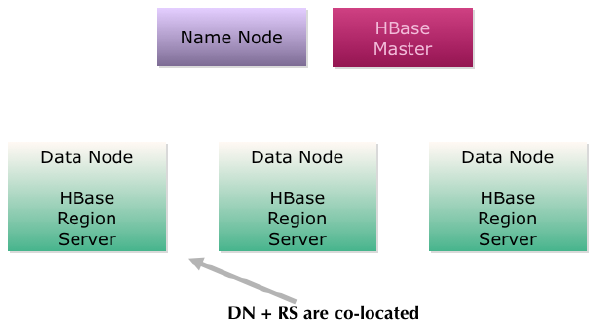 Name Node
HBase
Master
Data Node
HBase
Region
Server
Data Node
HBase
Region
Server
Data Node
HBase
Region
Server
DN + RS are co-located